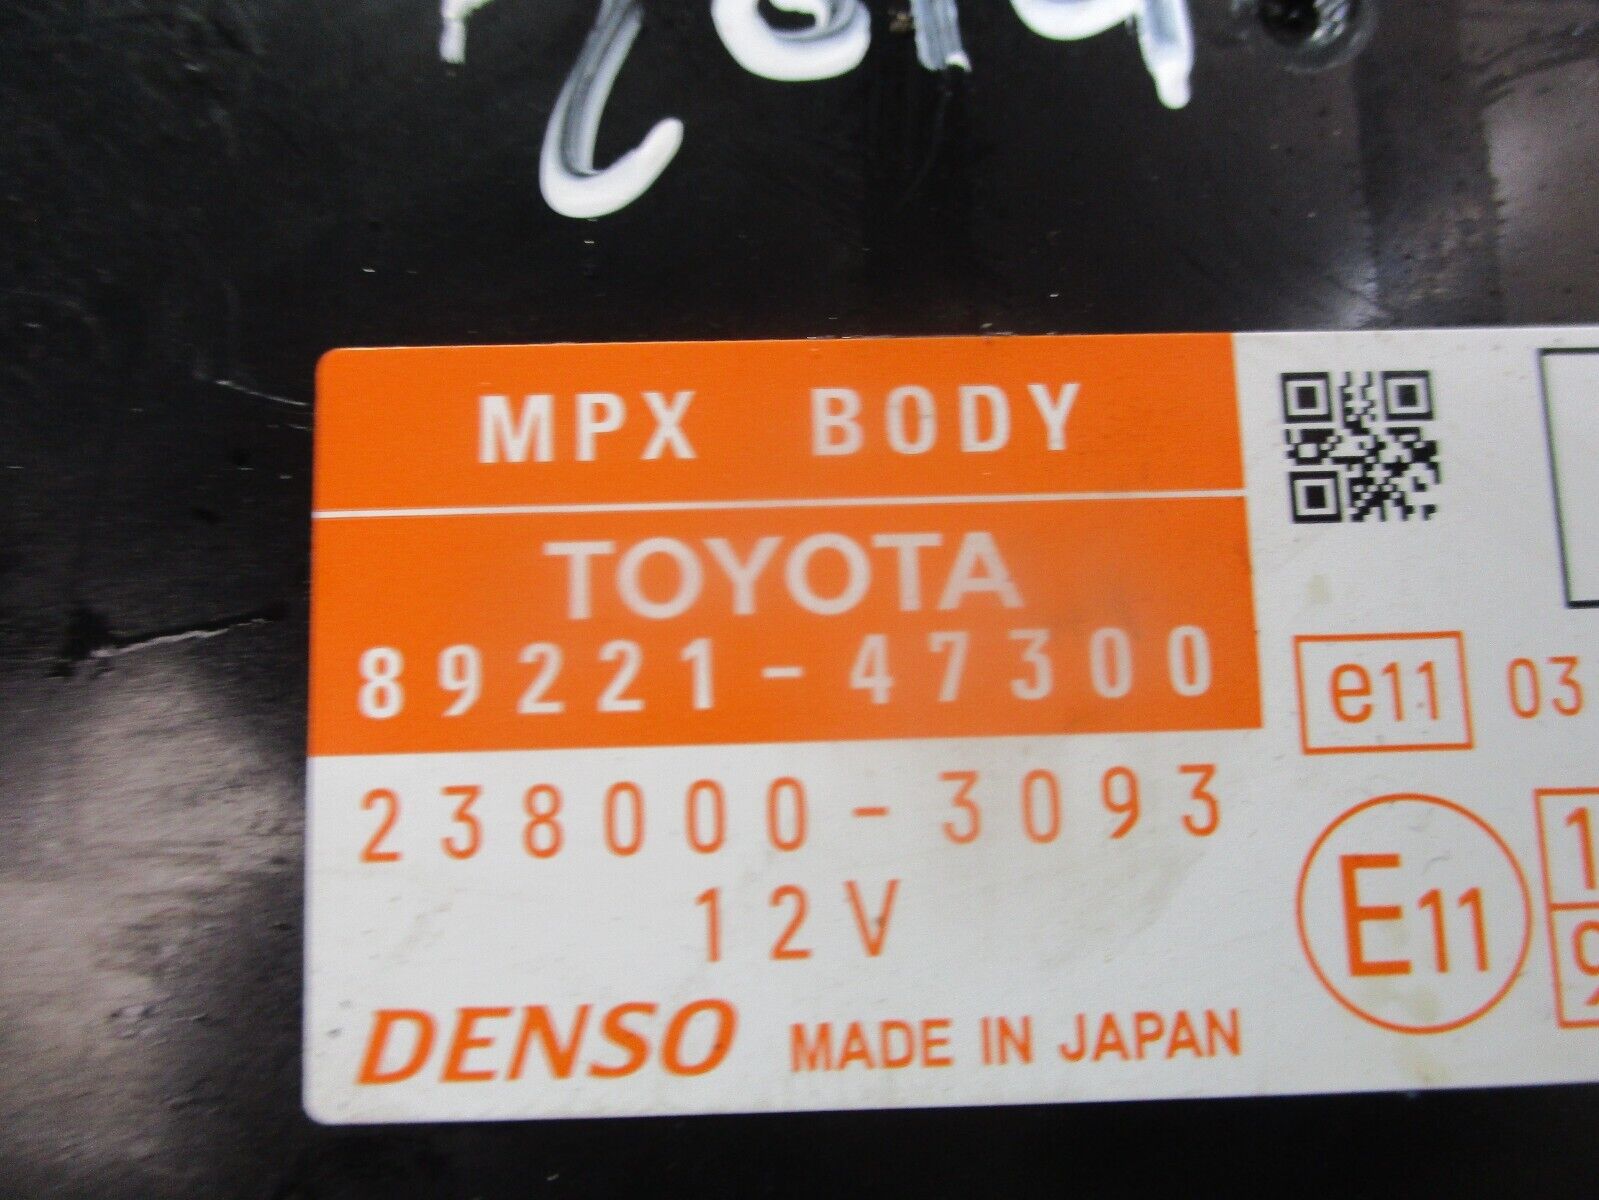 MPX BODY
TOYOTA
89221-47300
238000-3093
12V
DENSO MADE IN JAPAN
e11 03
E11